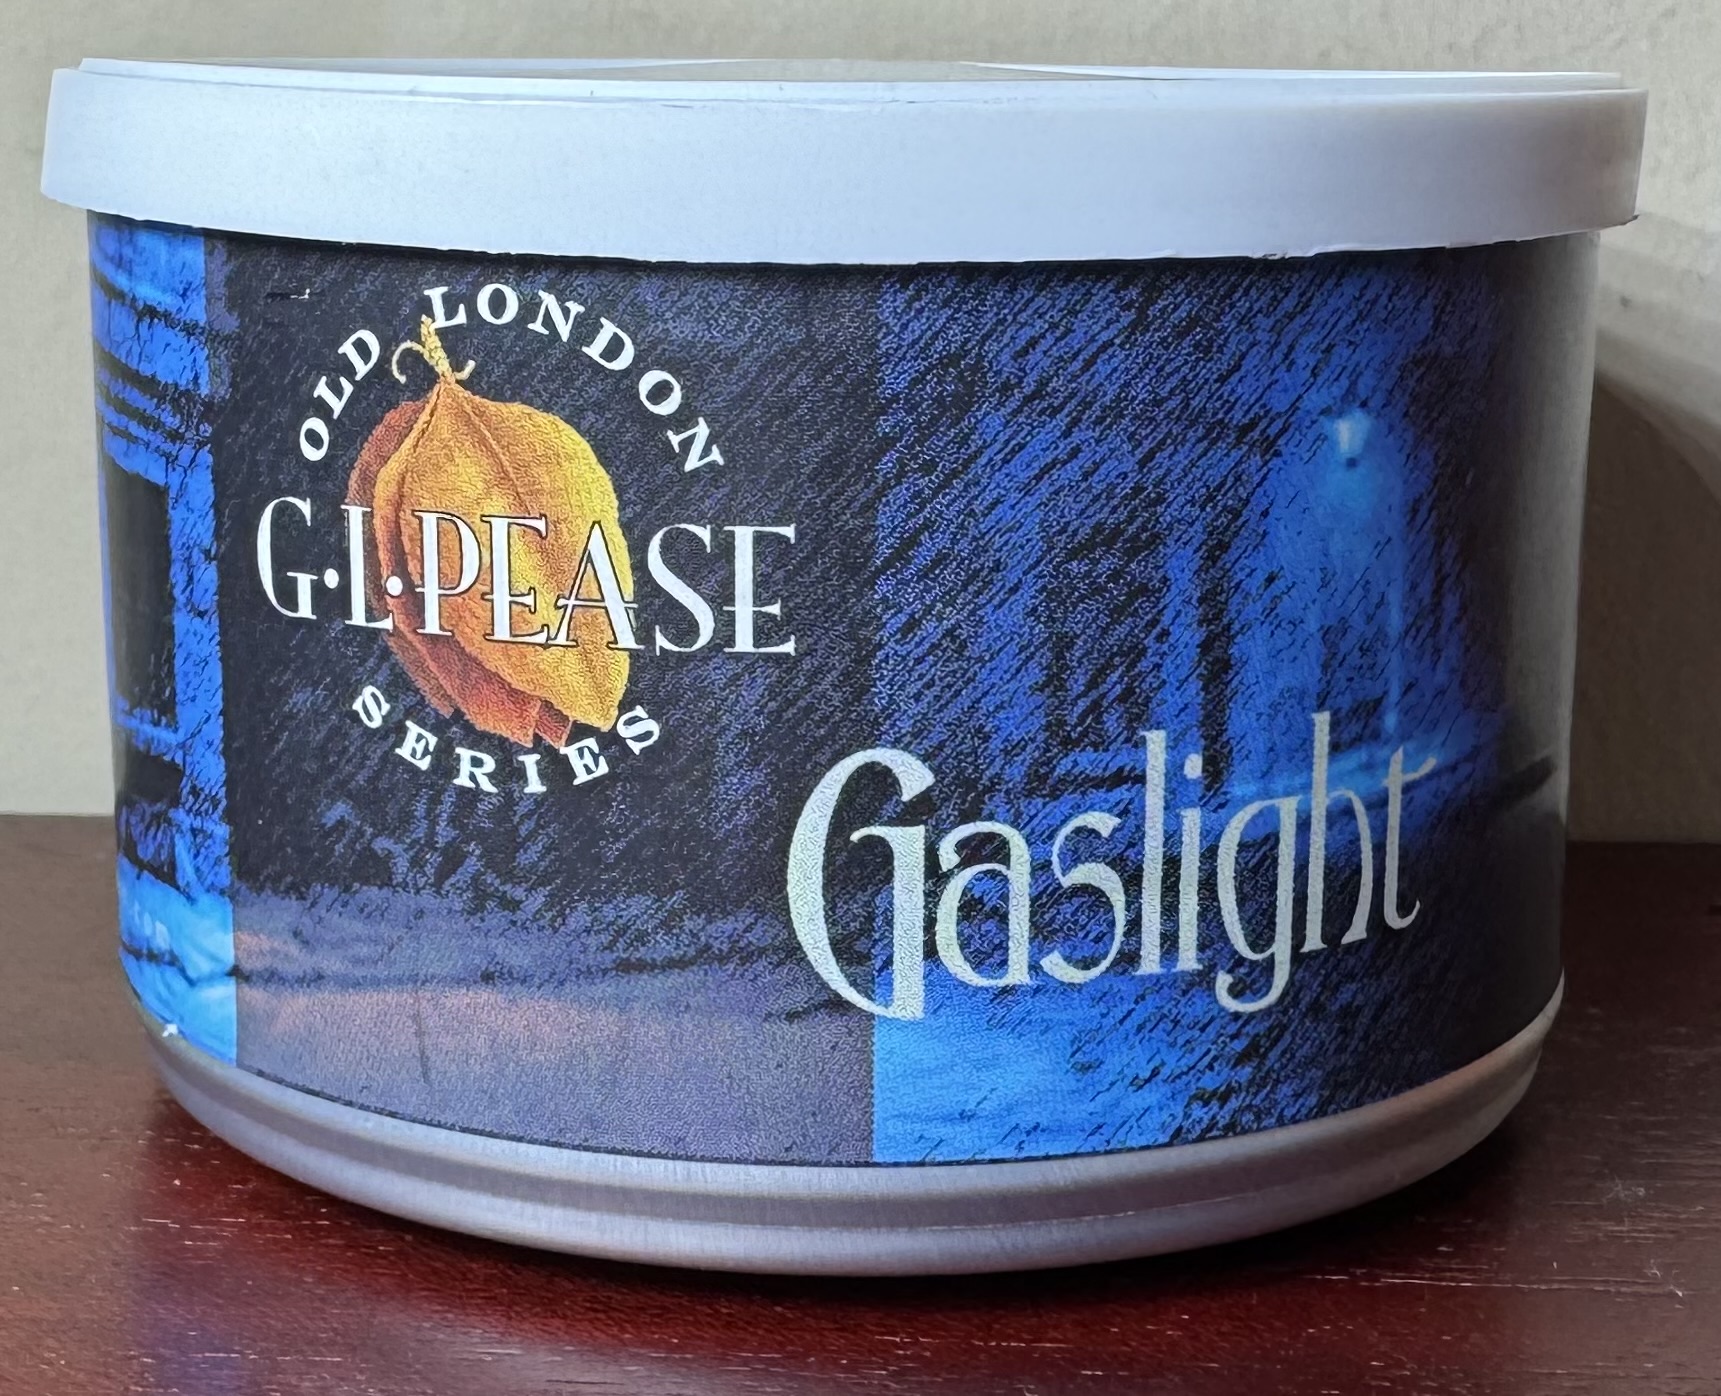 OLD LONDON
G·L·PEASE
SERIES
Gaslight